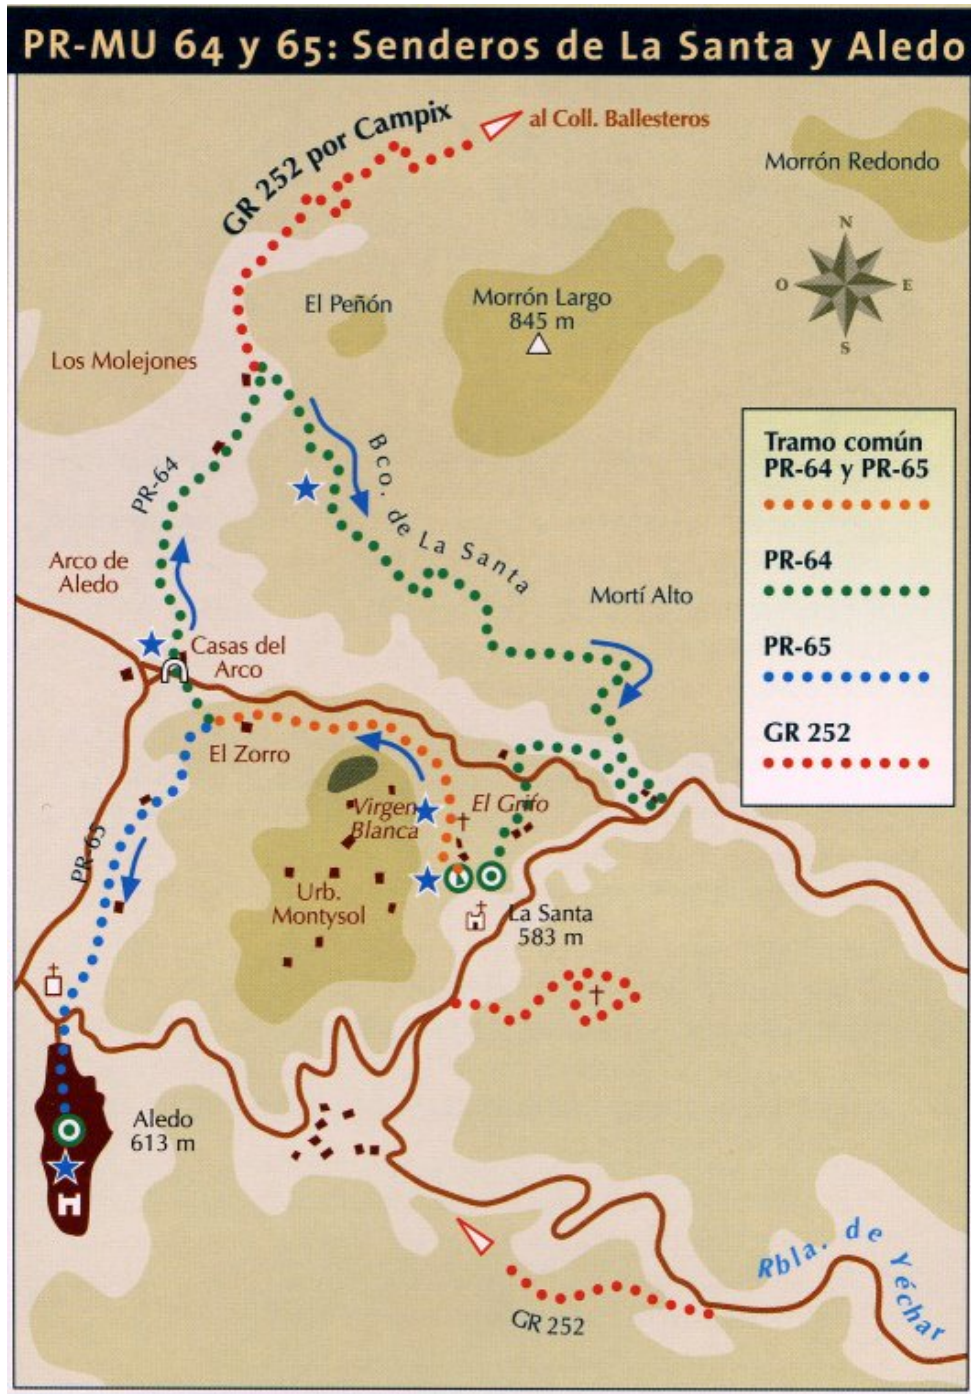 PR-MU 64 y 65: Senderos de La Santa y Aledo
GR 252 por Campix
al Coll. Ballesteros
Morrón Redondo
N
O
E
S
El Peñón
Morrón Largo
845 m
Los Molejones
Tramo común
PR-64 y PR-65
PR-64
PR-65
GR 252
PR-64
Bco. de La Santa
Arco de
Aledo
Mortí Alto
Casas del
Arco
El Zorro
Virgen
Blanca
El Grifo
PR-65
Urb.
Montysol
La Santa
583 m
Aledo
613 m
Rbla. de Yéchar
GR 252